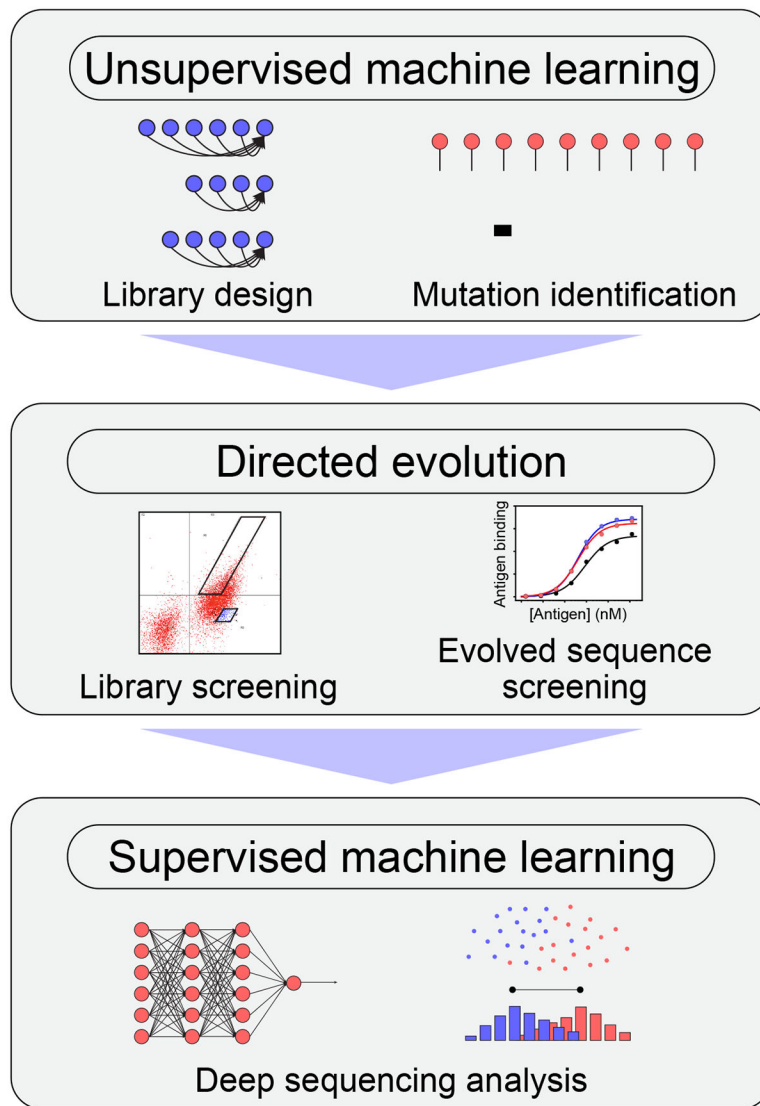 Unsupervised machine learning
Library design
Mutation identification
Directed evolution
Antigen binding
[Antigen] (nM)
Library screening
Evolved sequence
screening
Supervised machine learning
Deep sequencing analysis